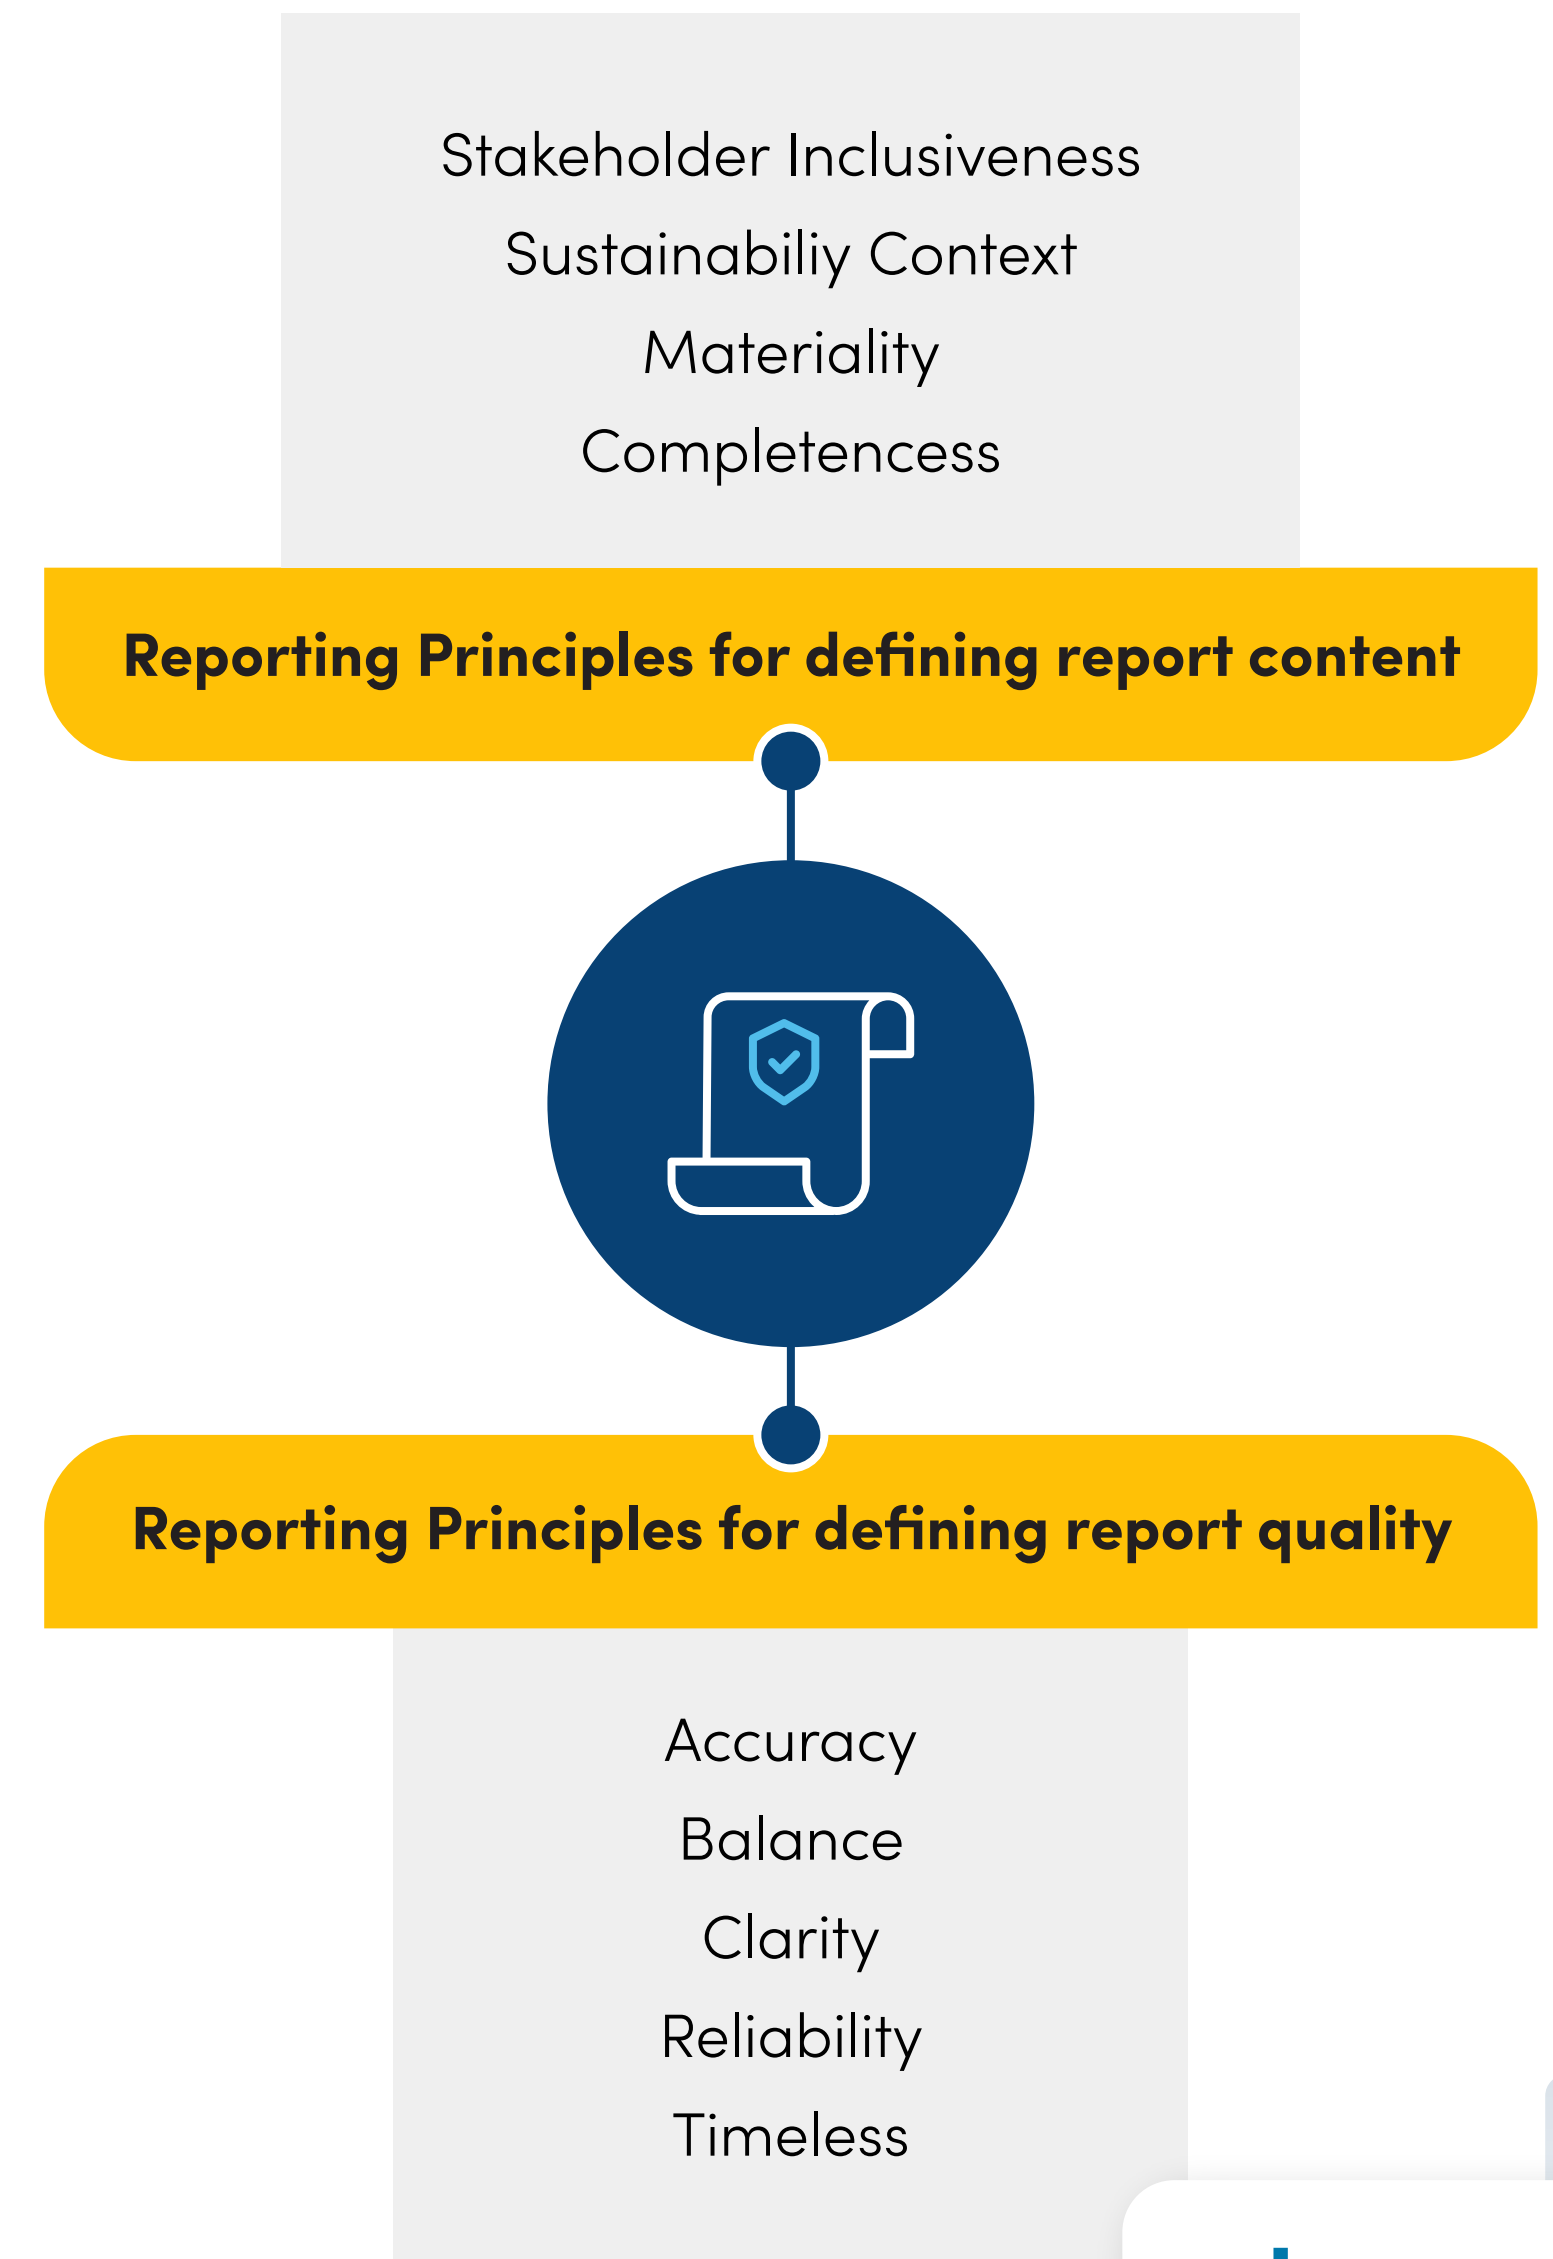 Stakeholder Inclusiveness
Sustainabiliy Context
Materiality
Completencess
Reporting Principles for defining report content
Reporting Principles for defining report quality
Accuracy
Balance
Clarity
Reliability
Timeless